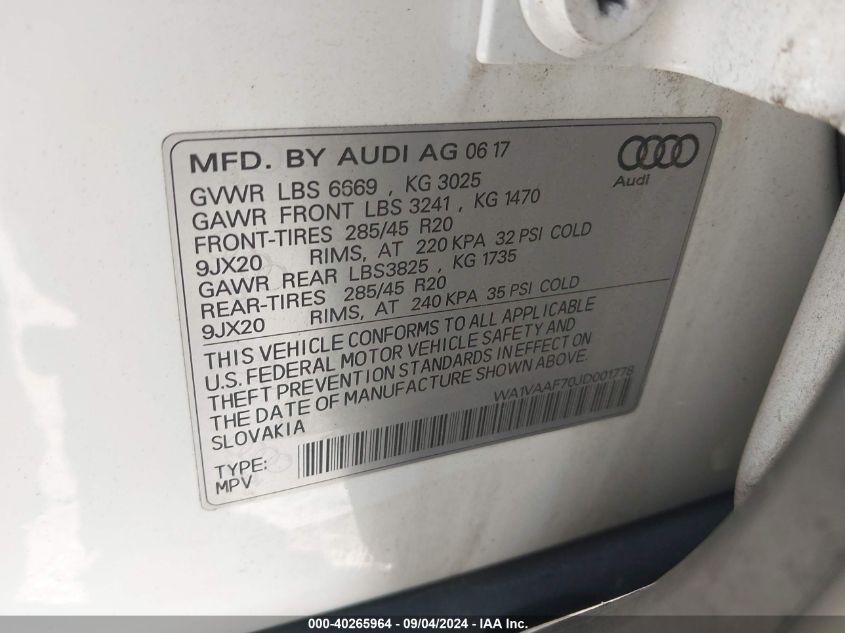 MFD. BY AUDI AG 06 17
Audi
GVWR LBS 6669 , KG 3025
GAWR FRONT LBS 3241 , KG 1470
FRONT-TIRES 285/45 R20
9JX20 RIMS, AT 220 KPA 32 PSI COLD
GAWR REAR LBS3825 , KG 1735
REAR-TIRES 285/45 R20
9JX20 RIMS, AT 240 KPA 35 PSI COLD
THIS VEHICLE CONFORMS TO ALL APPLICABLE
U.S. FEDERAL MOTOR VEHICLE SAFETY AND
THEFT PREVENTION STANDARDS IN EFFECT ON
THE DATE OF MANUFACTURE SHOWN ABOVE.
SLOVAKIA
WA1VAAF70JD001778
TYPE:
MPV
000-40265964 - 09/04/2024 - IAA Inc.